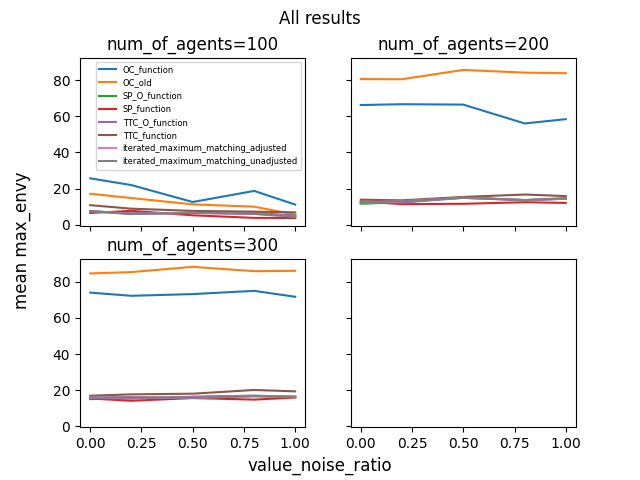 All results
num_of_agents=100
num_of_agents=200
80
60
40
20
0
OC_function
OC_old
SP_O_function
SP_function
TTC_O_function
TTC_function
iterated_maximum_matching_adjusted
iterated_maximum_matching_unadjusted
mean max_envy
num_of_agents=300
80
60
40
20
0
0.00 0.25 0.50 0.75 1.00
0.00 0.25 0.50 0.75 1.00
value_noise_ratio